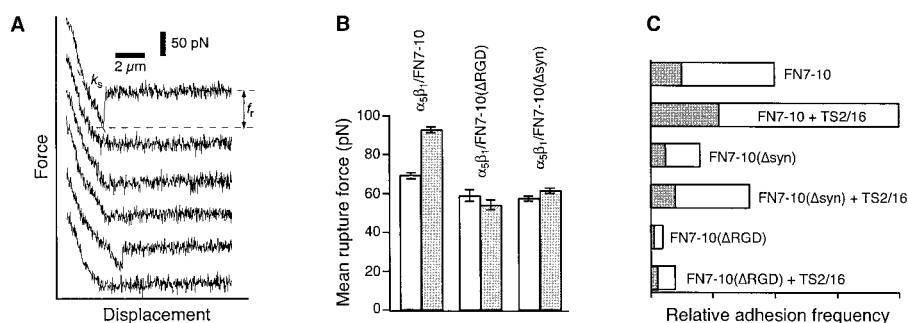 A
50 pN
2 µm
kₛ
fᵣ
Force
Displacement
B
α₅β₁/FN7-10
α₅β₁/FN7-10(ΔRGD)
α₅β₁/FN7-10(Δsyn)
Mean rupture force (pN)
100
80
60
40
20
0
C
FN7-10
FN7-10 + TS2/16
FN7-10(Δsyn)
FN7-10(Δsyn) + TS2/16
FN7-10(ΔRGD)
FN7-10(ΔRGD) + TS2/16
Relative adhesion frequency